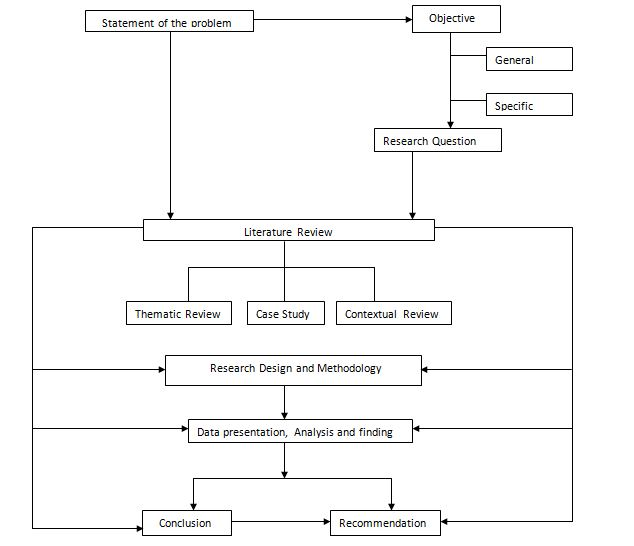 Statement of the problem
Objective
General
Specific
Research Question
Literature Review
Thematic Review
Case Study
Contextual Review
Research Design and Methodology
Data presentation, Analysis and finding
Conclusion
Recommendation